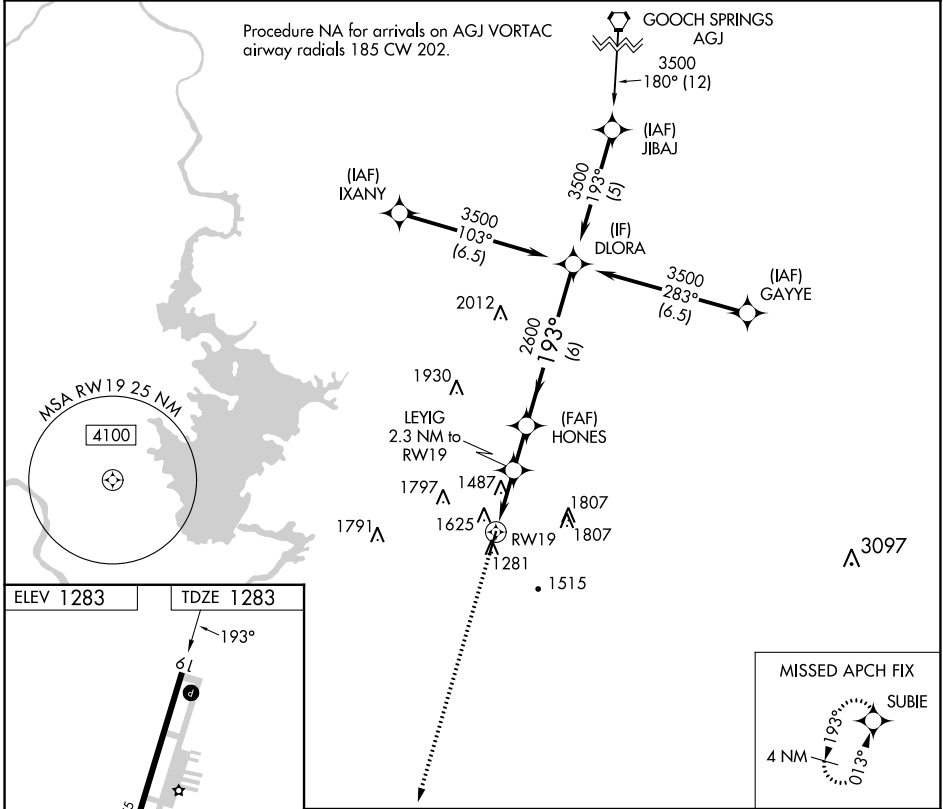 Procedure NA for arrivals on AGJ VORTAC
airway radials 185 CW 202.
GOOCH SPRINGS
AGJ
3500
180° (12)
(IAF)
JIBAJ
3500
193°
(5)
(IAF)
IXANY
3500
103°
(6.5)
(IF)
DLORA
3500
283°
(6.5)
(IAF)
GAYYE
2012
2600
193°
(6)
1930
MSA RW19 25 NM
4100
LEYIG
2.3 NM to
RW19
(FAF)
HONES
1487
1797
1625
1807
1807
1791
RW19
1281
3097
1515
ELEV 1283
TDZE 1283
193°
19
P
MISSED APCH FIX
SUBIE
193°
4 NM
013°